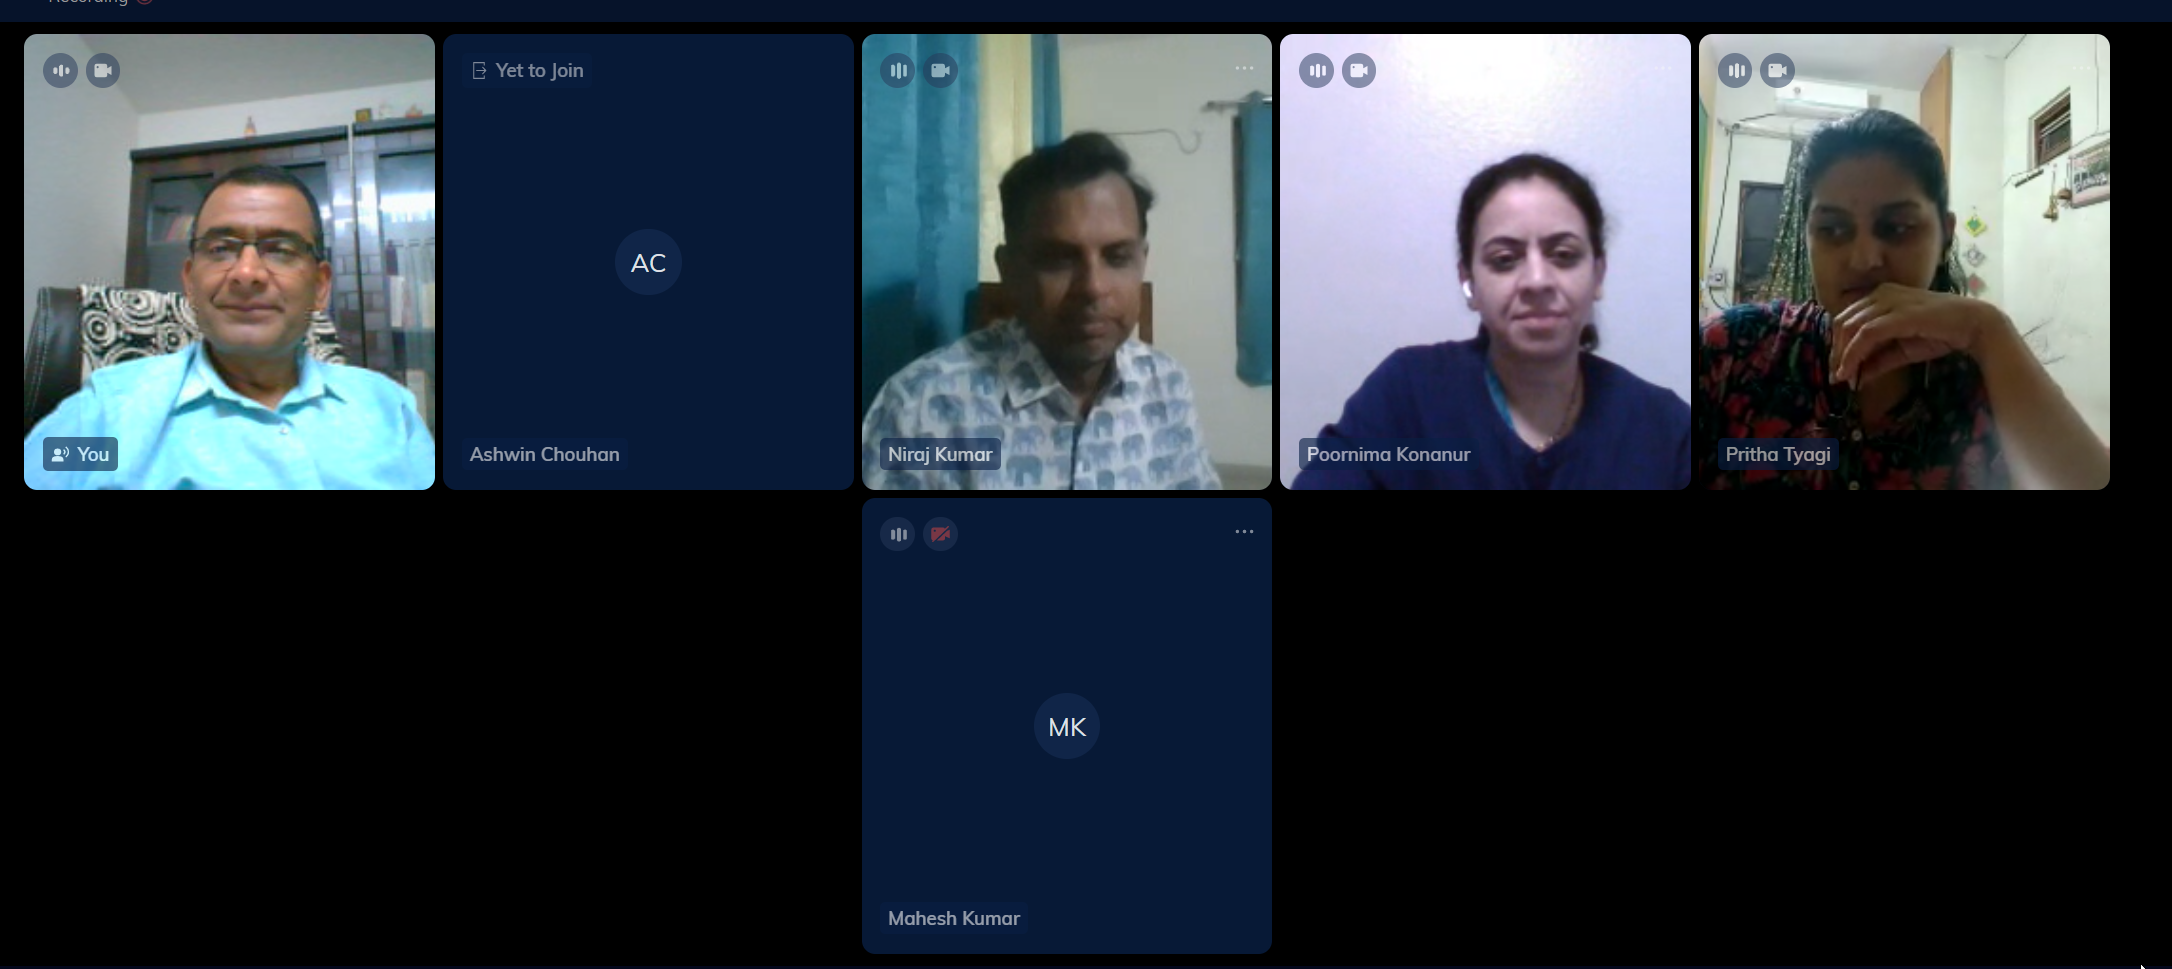 Recording
Yet to Join
AC
You
Ashwin Chouhan
Niraj Kumar
Poornima Konanur
Pritha Tyagi
MK
Mahesh Kumar